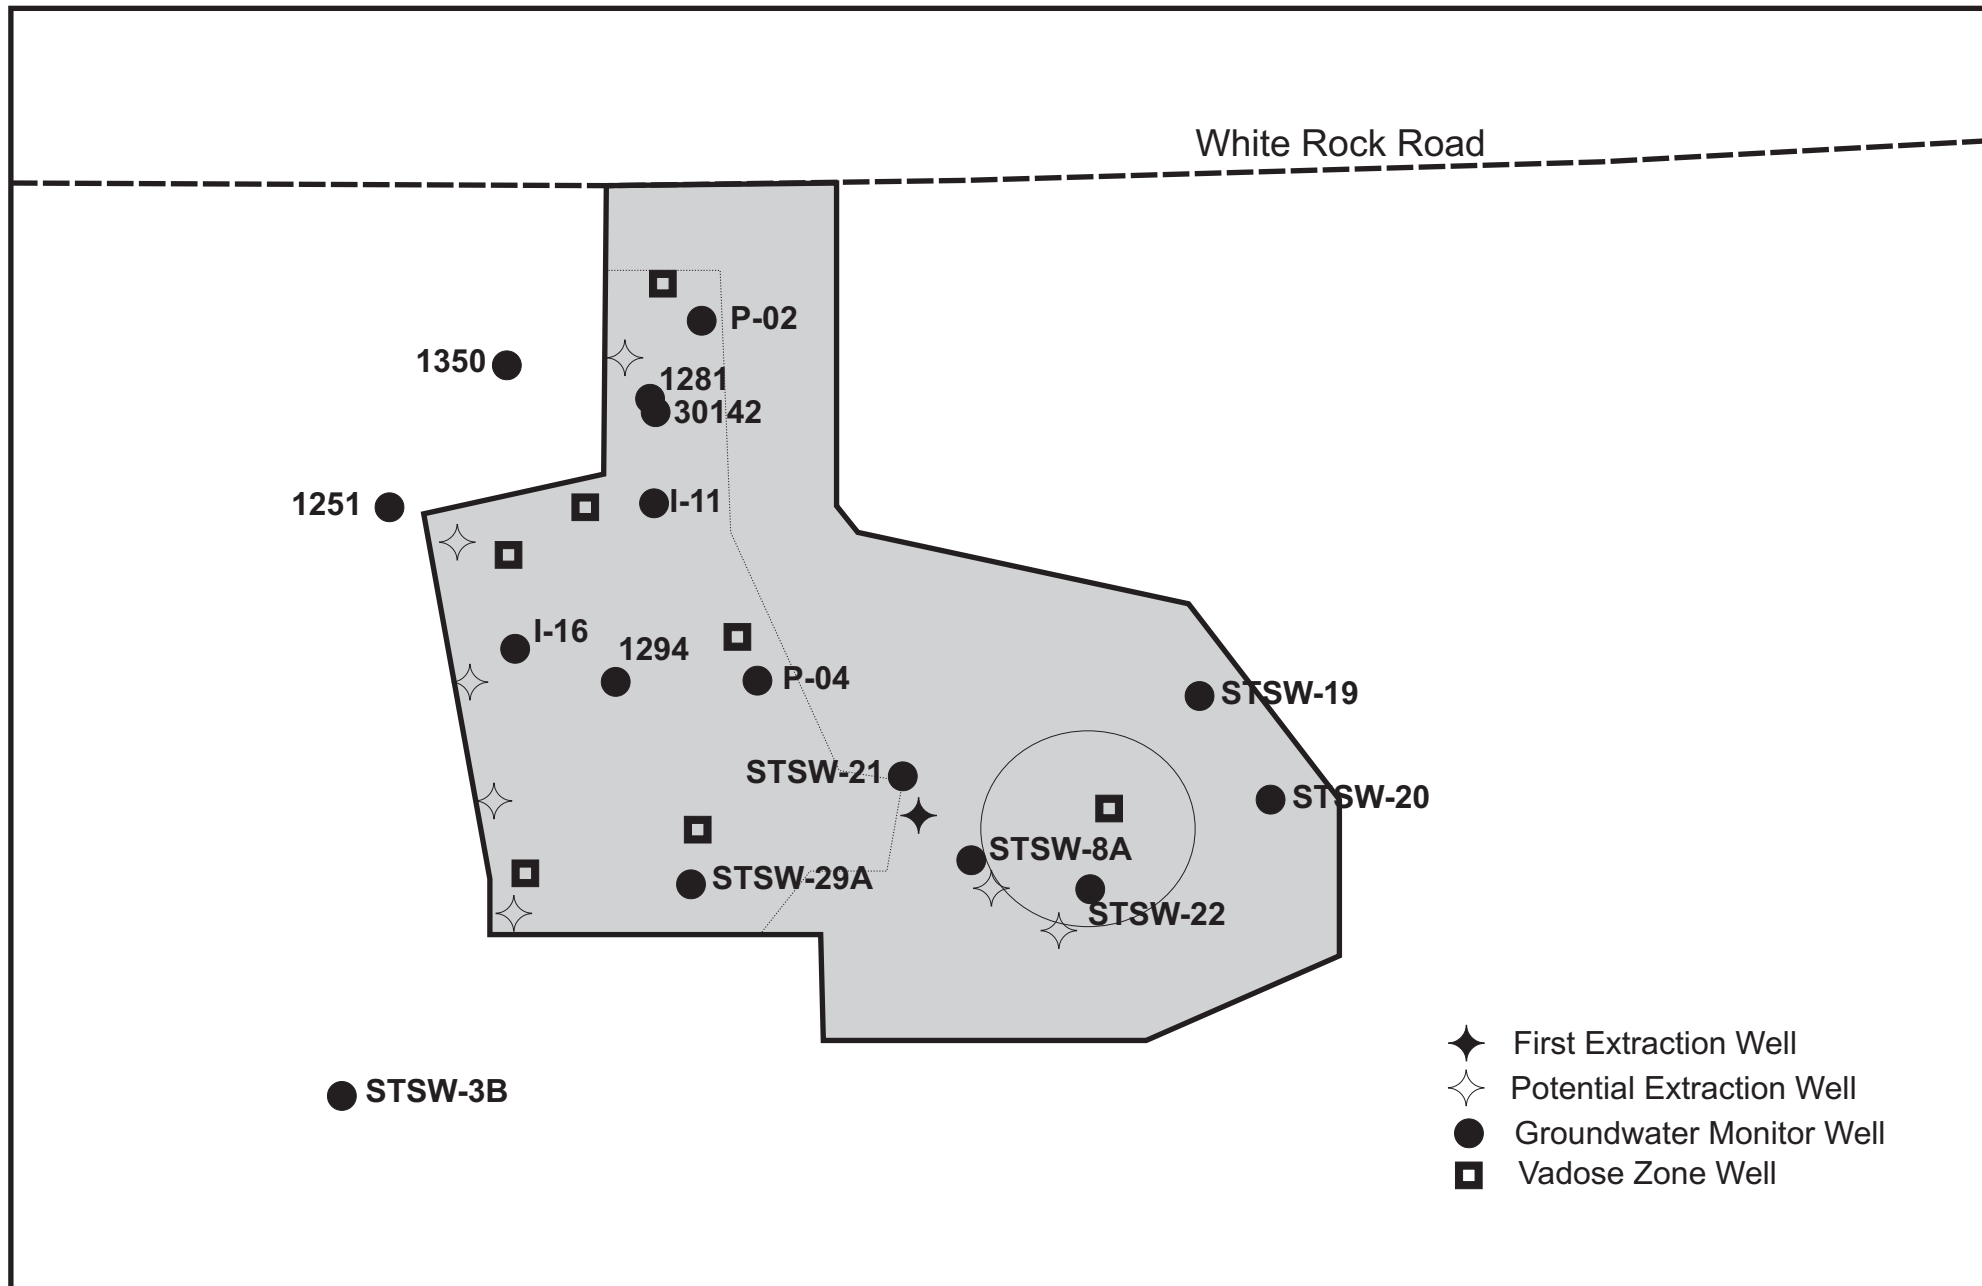 White Rock Road
P-02
1350
1281
30142
1251
I-11
I-16
1294
P-04
STSW-19
STSW-21
STSW-20
STSW-8A
STSW-29A
STSW-22
First Extraction Well
Potential Extraction Well
STSW-3B
Groundwater Monitor Well
Vadose Zone Well